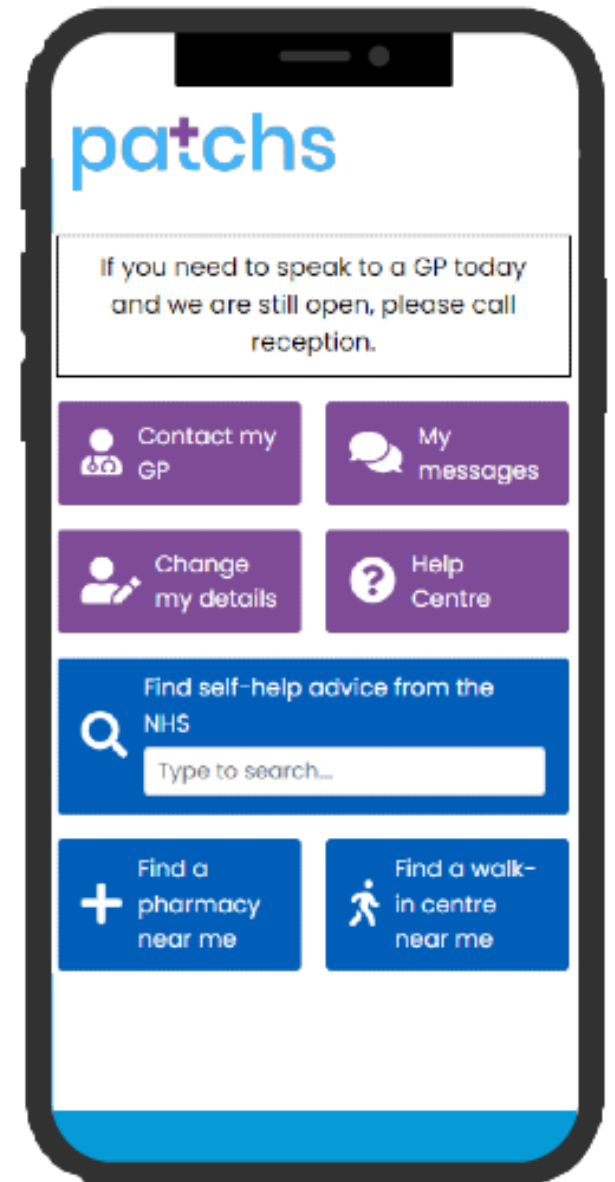 patchs
If you need to speak to a GP today
and we are still open, please call
reception.
Contact my
GP
My
messages
Change
my details
Help
Centre
Find self-help advice from the
NHS
Type to search...
Find a
pharmacy
near me
Find a walk-
in centre
near me